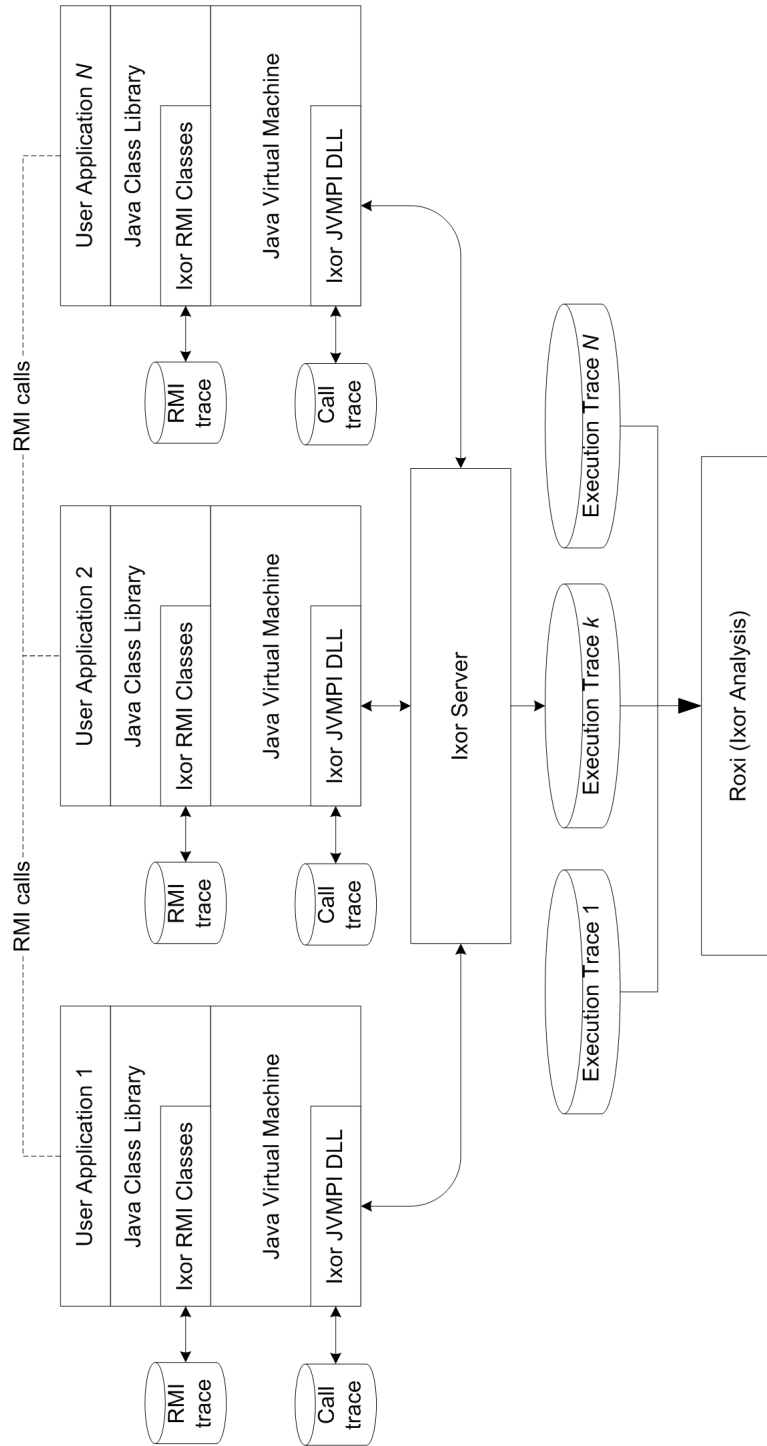 RMI calls
RMI calls
User Application 1
Java Class Library
Ixor RMI Classes
Java Virtual Machine
Ixor JVMPI DLL
RMI
trace
Call
trace
User Application 2
Java Class Library
Ixor RMI Classes
Java Virtual Machine
Ixor JVMPI DLL
RMI
trace
Call
trace
User Application N
Java Class Library
Ixor RMI Classes
Java Virtual Machine
Ixor JVMPI DLL
RMI
trace
Call
trace
Ixor Server
Execution Trace 1
Execution Trace k
Execution Trace N
Roxi (Ixor Analysis)